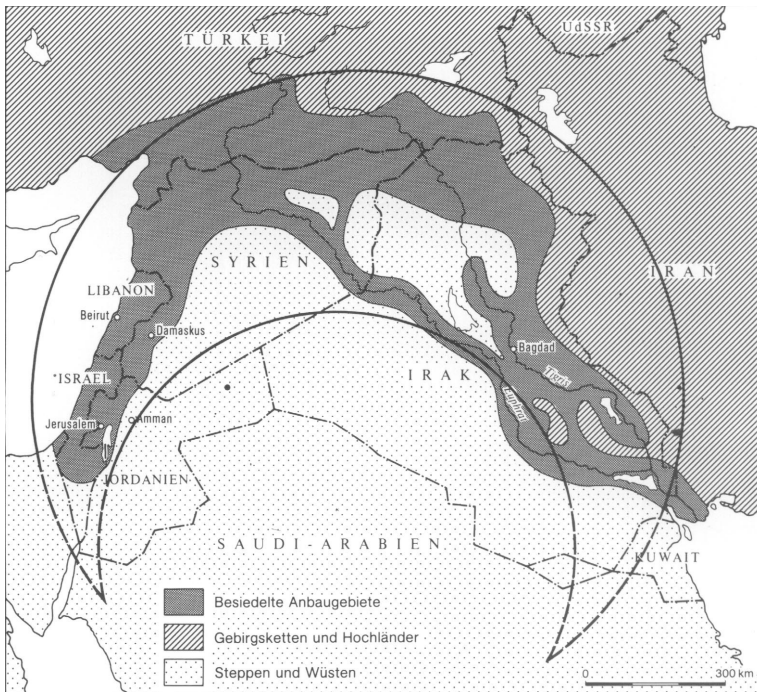 TÜRKEI
UdSSR
SYRIEN
IRAN
LIBANON
Beirut
Damaskus
Bagdad
*ISRAEL
IRAK
Tigris
Euphrat
Jerusalem
Amman
JORDANIEN
SAUDI-ARABIEN
KUWAIT
Besiedelte Anbaugebiete
Gebirgsketten und Hochländer
Steppen und Wüsten
0 300 km